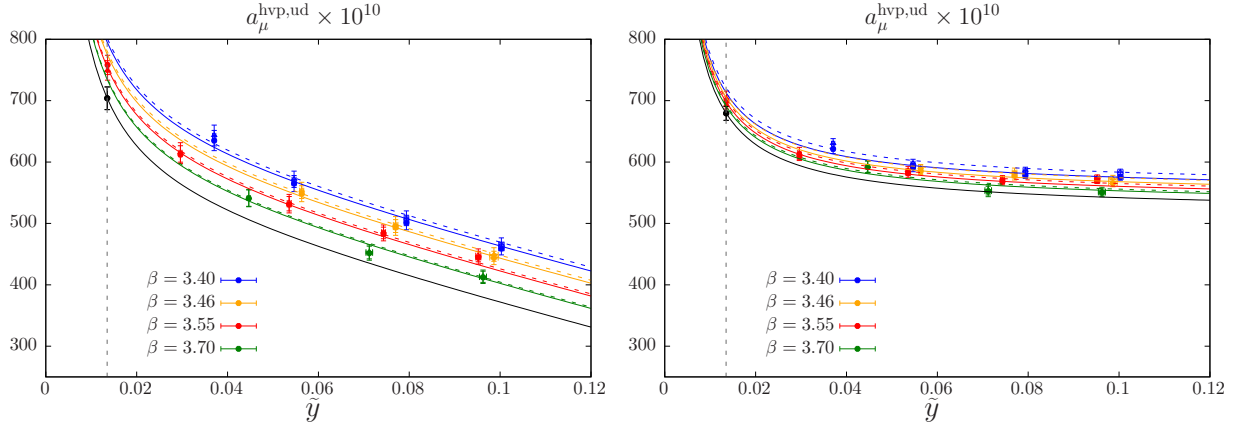 a_μ^{hvp,ud} × 10^{10}
800
700
600
500
400
300
β = 3.40
β = 3.46
β = 3.55
β = 3.70
0 0.02 0.04 0.06 0.08 0.1 0.12
ỹ
a_μ^{hvp,ud} × 10^{10}
800
700
600
500
400
300
β = 3.40
β = 3.46
β = 3.55
β = 3.70
0 0.02 0.04 0.06 0.08 0.1 0.12
ỹ